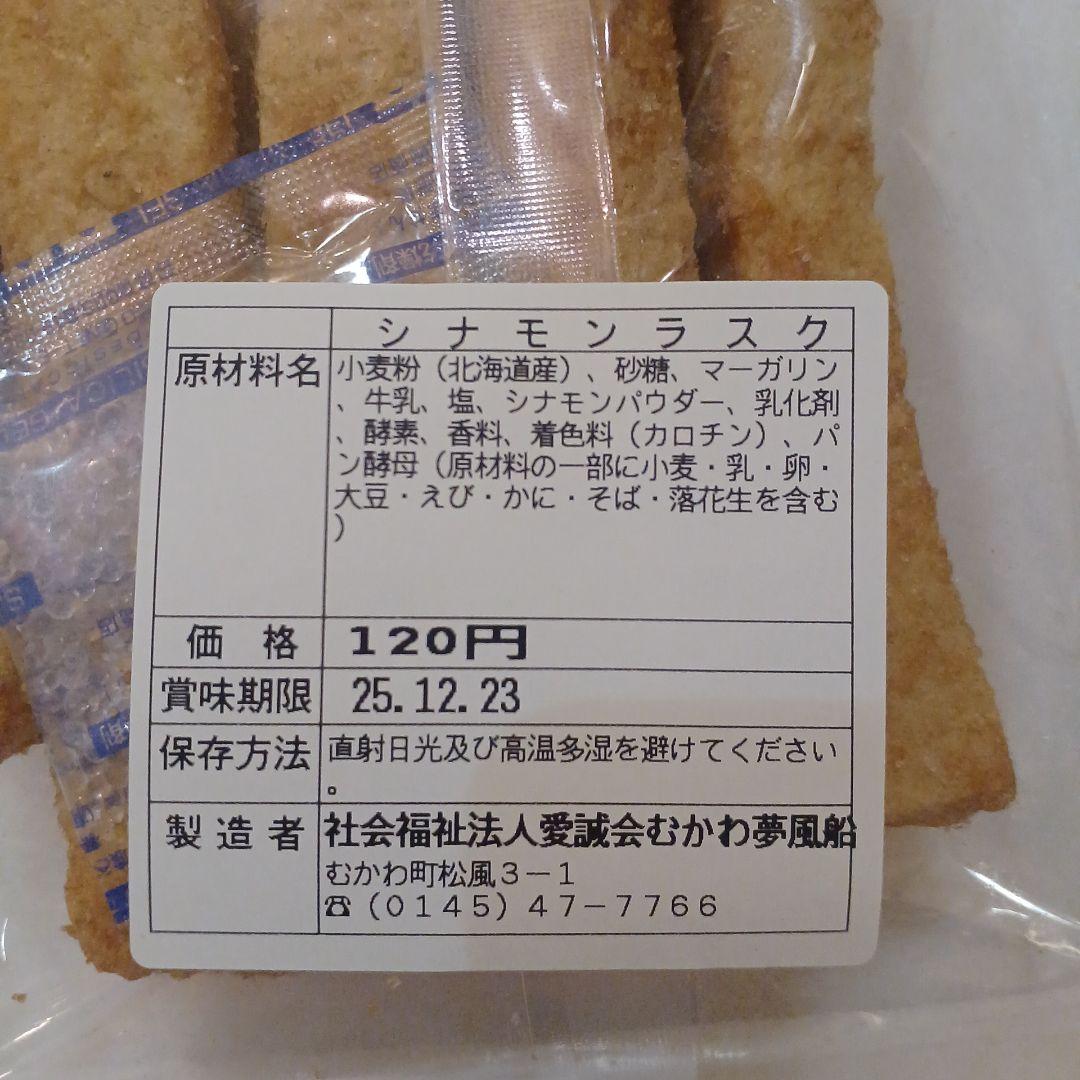 シナモンラスク
原材料名
小麦粉（北海道産）、砂糖、マーガリン
、牛乳、塩、シナモンパウダー、乳化剤
、酵素、香料、着色料（カロチン）、パ
ン酵母（原材料の一部に小麦・乳・卵・
大豆・えび・かに・そば・落花生を含む
）
価格 120円
賞味期限 25.12.23
保存方法 直射日光及び高温多湿を避けてください
。
製造者 社会福祉法人愛誠会むかわ夢風船
むかわ町松風３－１
☎（０１４５）４７－７７６６